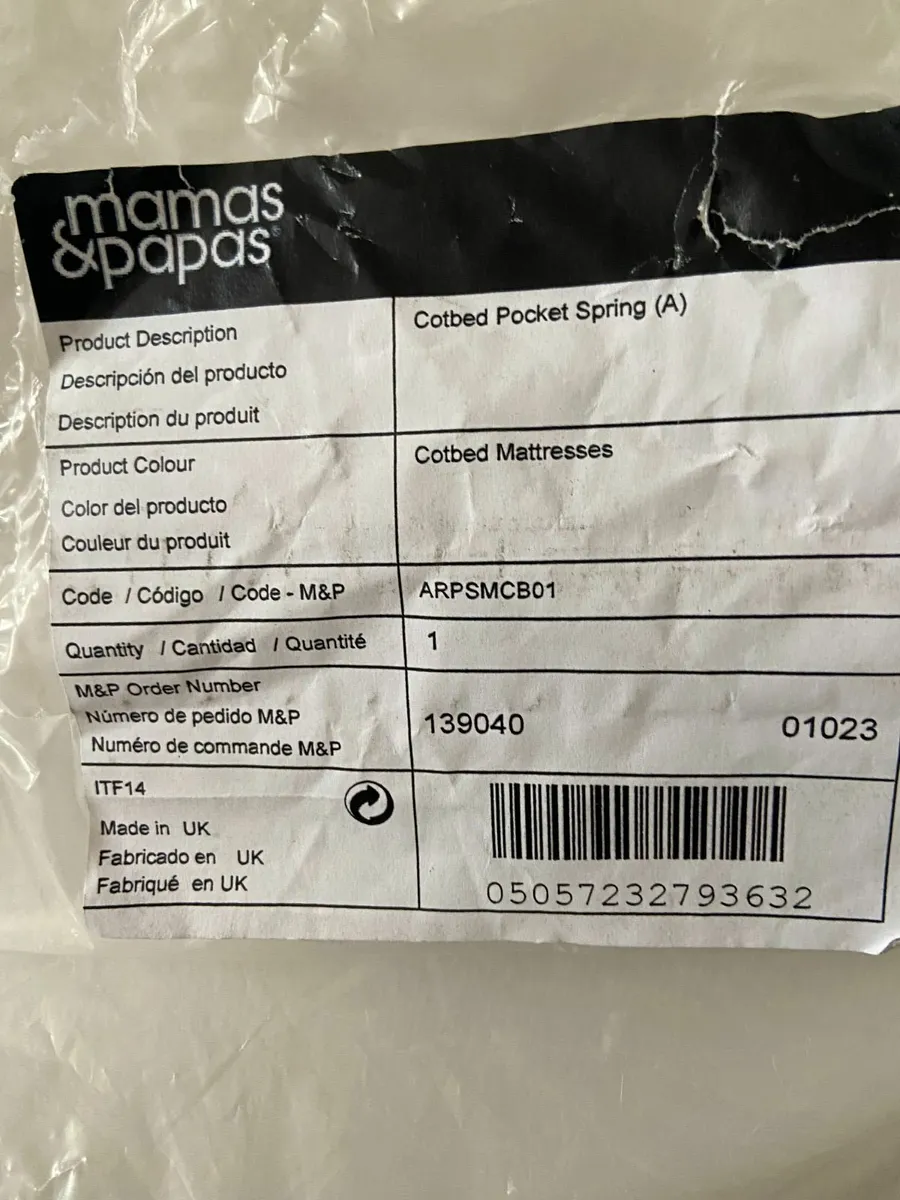 mamas
&papas®
Product Description
Descripción del producto
Description du produit
Cotbed Pocket Spring (A)
Product Colour
Color del producto
Couleur du produit
Cotbed Mattresses
Code / Código / Code - M&P
ARPSMCB01
Quantity / Cantidad / Quantité
1
M&P Order Number
Número de pedido M&P
Numéro de commande M&P
139040 01023
ITF14
Made in UK
Fabricado en UK
Fabriqué en UK
05057232793632